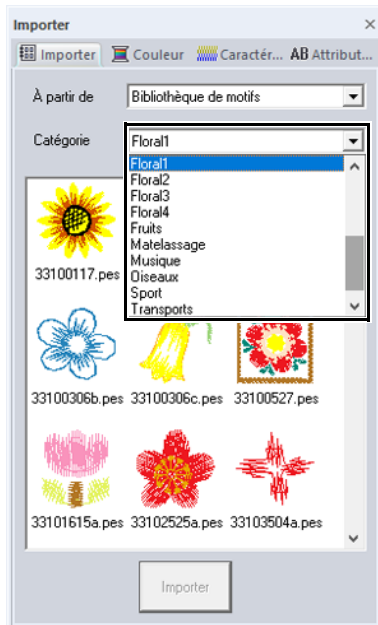 Importer
Importer Couleur Caractér... AB Attribut...
À partir de Bibliothèque de motifs
Catégorie Floral1
Floral1
Floral2
Floral3
Floral4
Fruits
Matelassage
Musique
Oiseaux
Sport
Transports
33100117.pes
33100306b.pes 33100306c.pes 33100527.pes
33101615a.pes 33102525a.pes 33103504a.pes
Importer